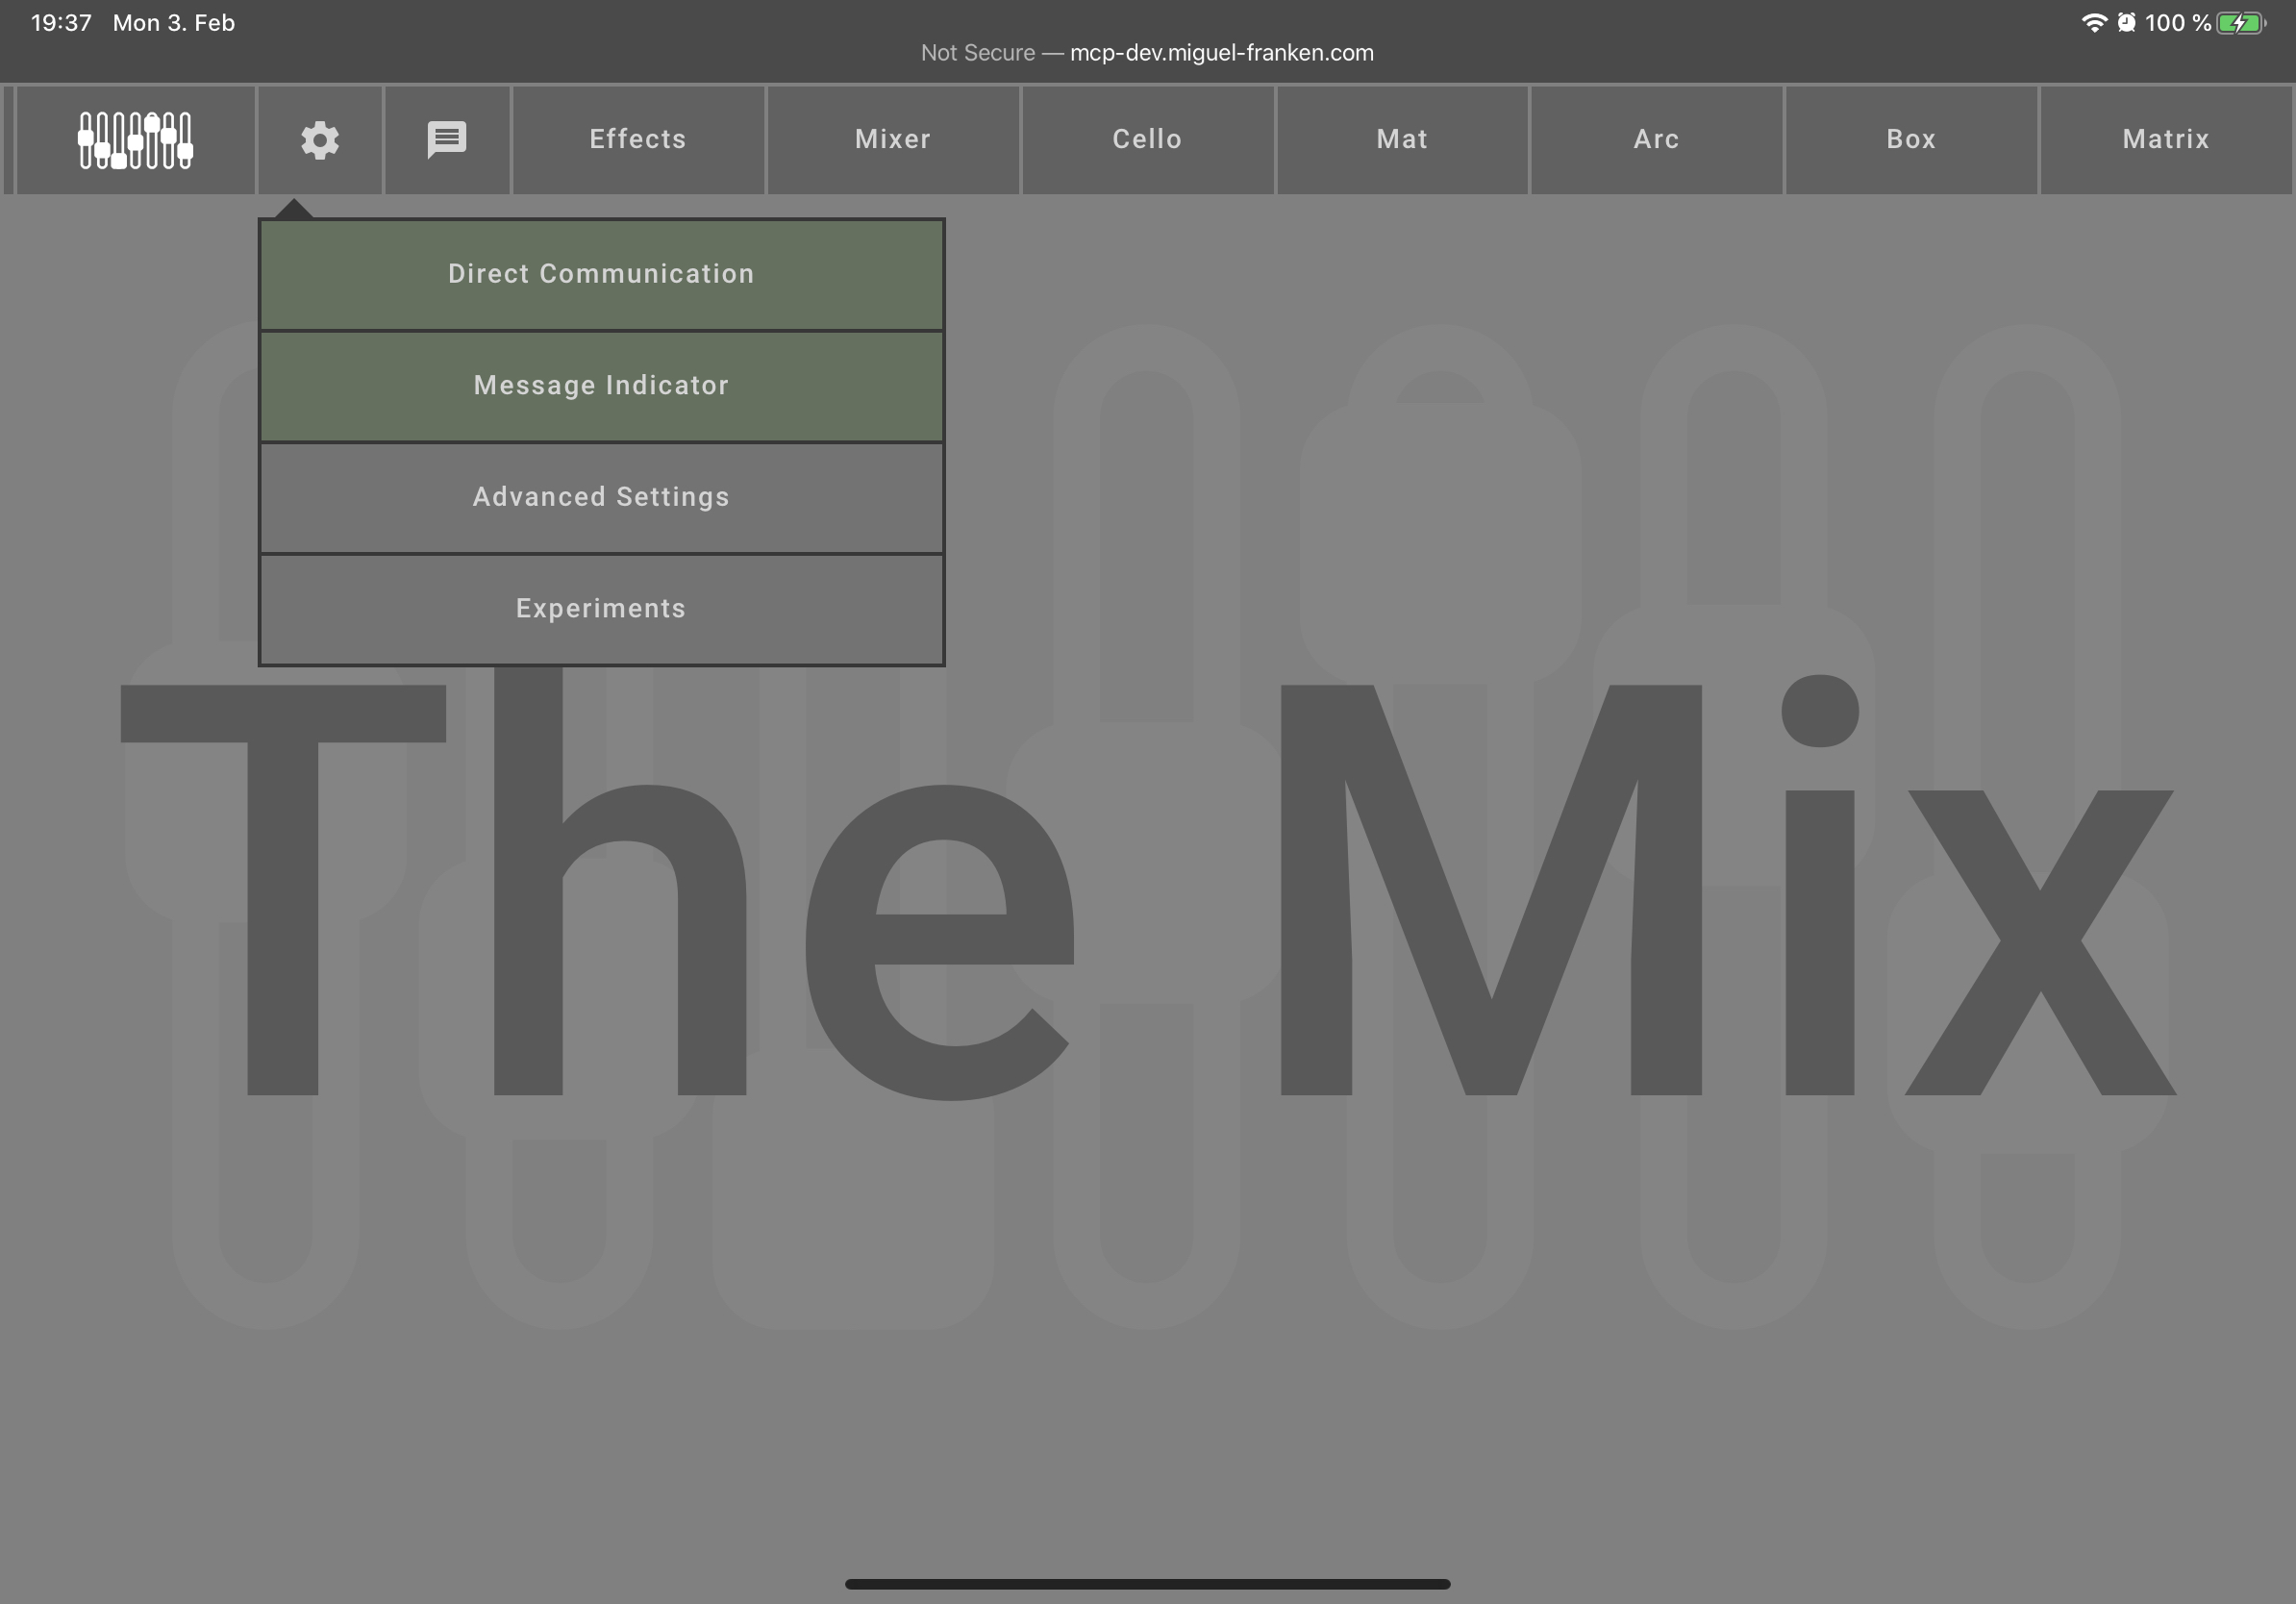 19:37 Mon 3. Feb
100 %
Not Secure — mcp-dev.miguel-franken.com
Effects
Mixer
Cello
Mat
Arc
Box
Matrix
Direct Communication
Message Indicator
Advanced Settings
Experiments
The Mix